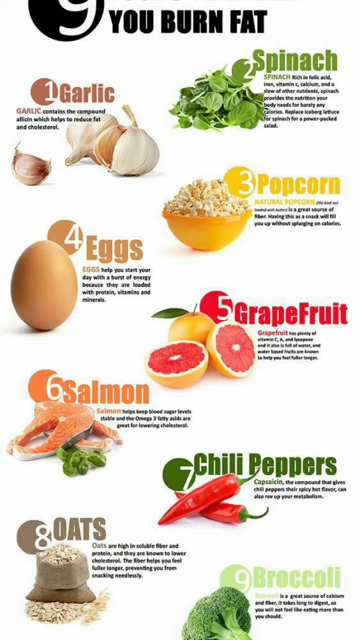 9
YOU BURN FAT
1 Garlic
GARLIC contains the compound
allicin which helps to reduce fat
and cholesterol.
2 Spinach
SPINACH Rich in folic acid,
iron, vitamin c, calcium, and a
slew of other nutrients, spinach
provides the nutrition your
body needs for barely any
calories. Replace iceberg lettuce
for spinach for a power-packed
salad.
3 Popcorn
NATURAL POPCORN (the kind not
loaded with butter) is a great source of
fiber. Having this as a snack will fill
you up without splurging on calories.
4 Eggs
EGGS help you start your
day with a burst of energy
because they are loaded
with protein, vitamins and
minerals.
5 GrapeFruit
Grapefruit has plenty of
vitamin C, A, and lycopene
and it also is full of water, and
water based fruits are known
to help you feel fuller longer.
6 Salmon
Salmon helps keep blood sugar levels
stable and the Omega 3 fatty acids are
great for lowering cholesterol.
7 Chili Peppers
Capsaicin, the compound that gives
chili peppers their spicy hot flavor, can
also rev up your metabolism.
8 OATS
Oats are high in soluble fiber and
protein, and they are known to lower
cholesterol. The fiber helps you feel
fuller longer, preventing you from
snacking needlessly.
9 Broccoli
Broccoli is a great source of calcium
and fiber, it takes long to digest, so
you will not feel like eating more than
you should.